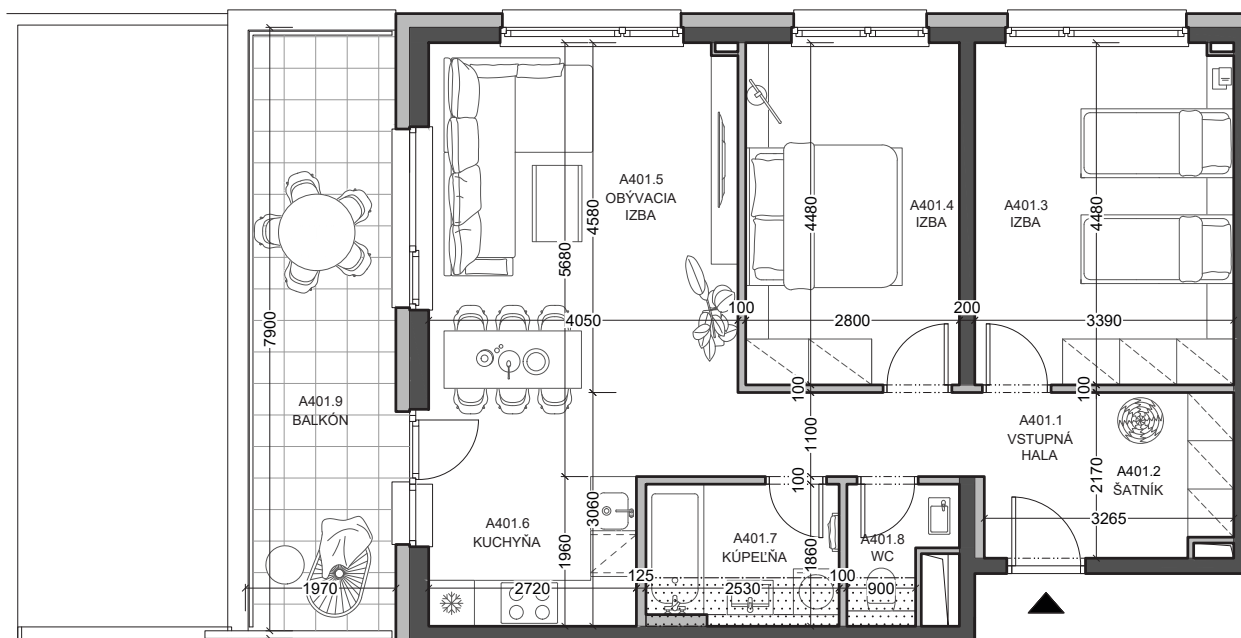 A401.5
OBÝVACIA
IZBA
A401.4
IZBA
A401.3
IZBA
4480
4480
4580
5680
7900
4050
100
2800
200
3390
A401.9
BALKÓN
100
100
1100
A401.1
VSTUPNÁ
HALA
A401.2
ŠATNÍK
2170
3265
100
3060
A401.6
KUCHYŇA
1960
A401.7
KÚPEĽŇA
1860
A401.8
WC
1970
2720
125
2530
100
900